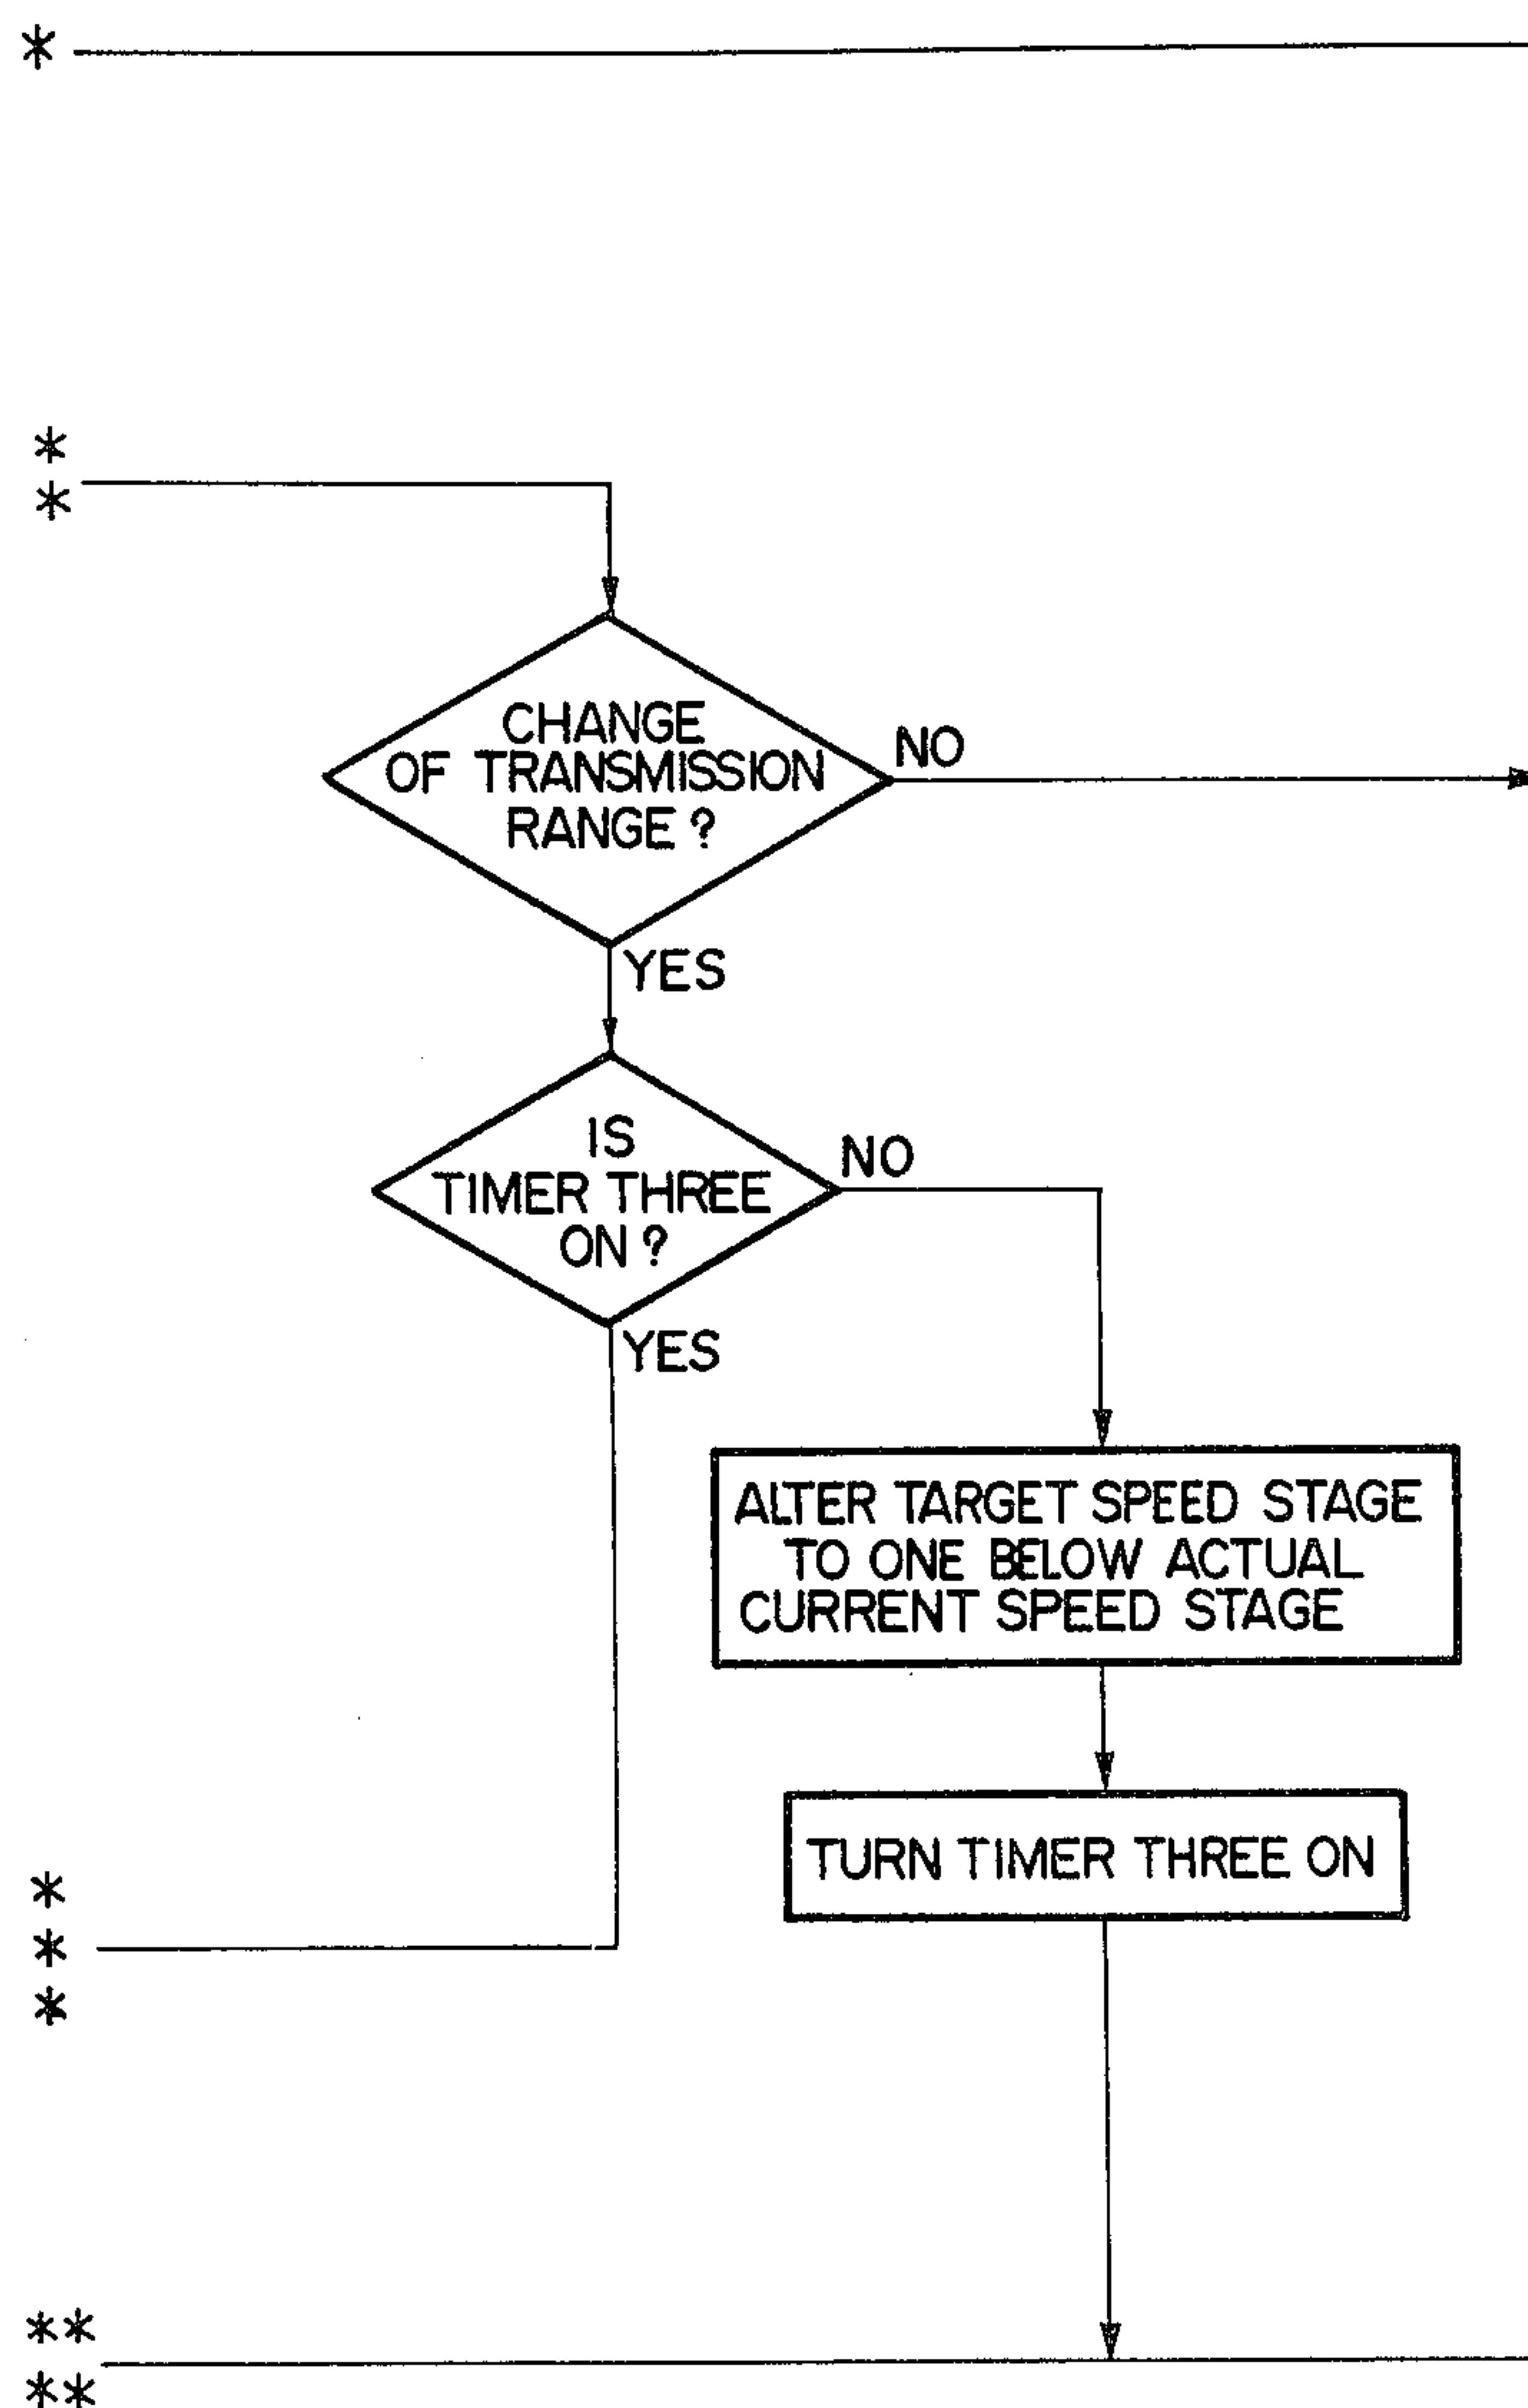 *
*
*
CHANGE
OF TRANSMISSION
RANGE ?
NO
YES
IS
TIMER THREE
ON ?
NO
YES
ALTER TARGET SPEED STAGE
TO ONE BELOW ACTUAL
CURRENT SPEED STAGE
TURN TIMER THREE ON
*
*
*
**
**